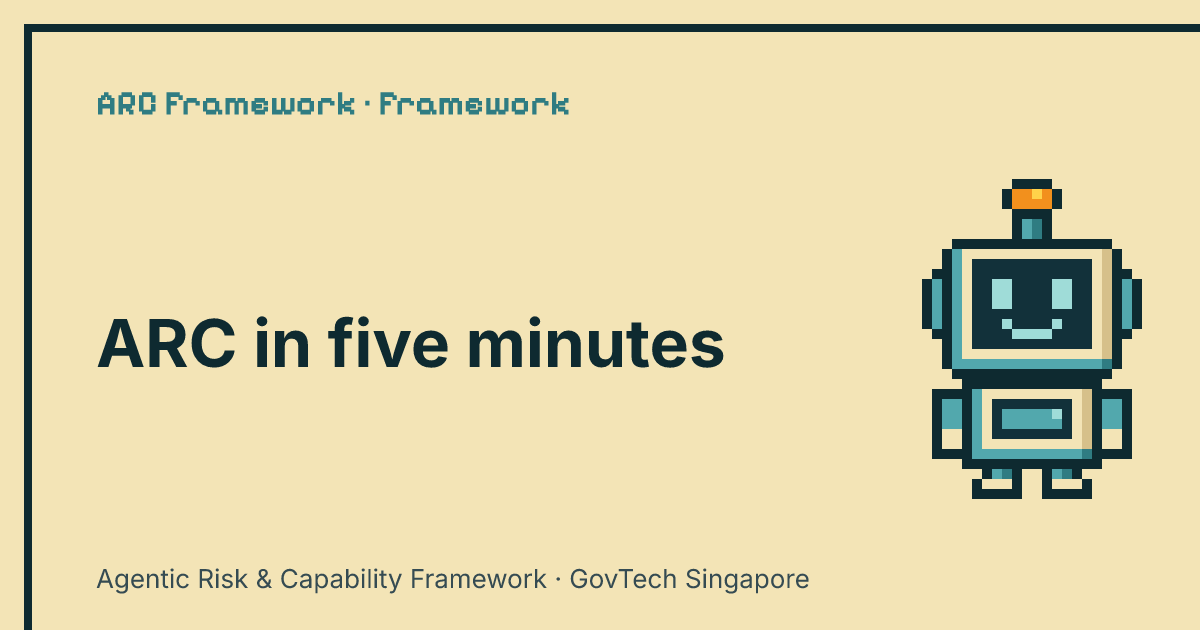 ARC Framework · Framework
ARC in five minutes
Agentic Risk & Capability Framework · GovTech Singapore